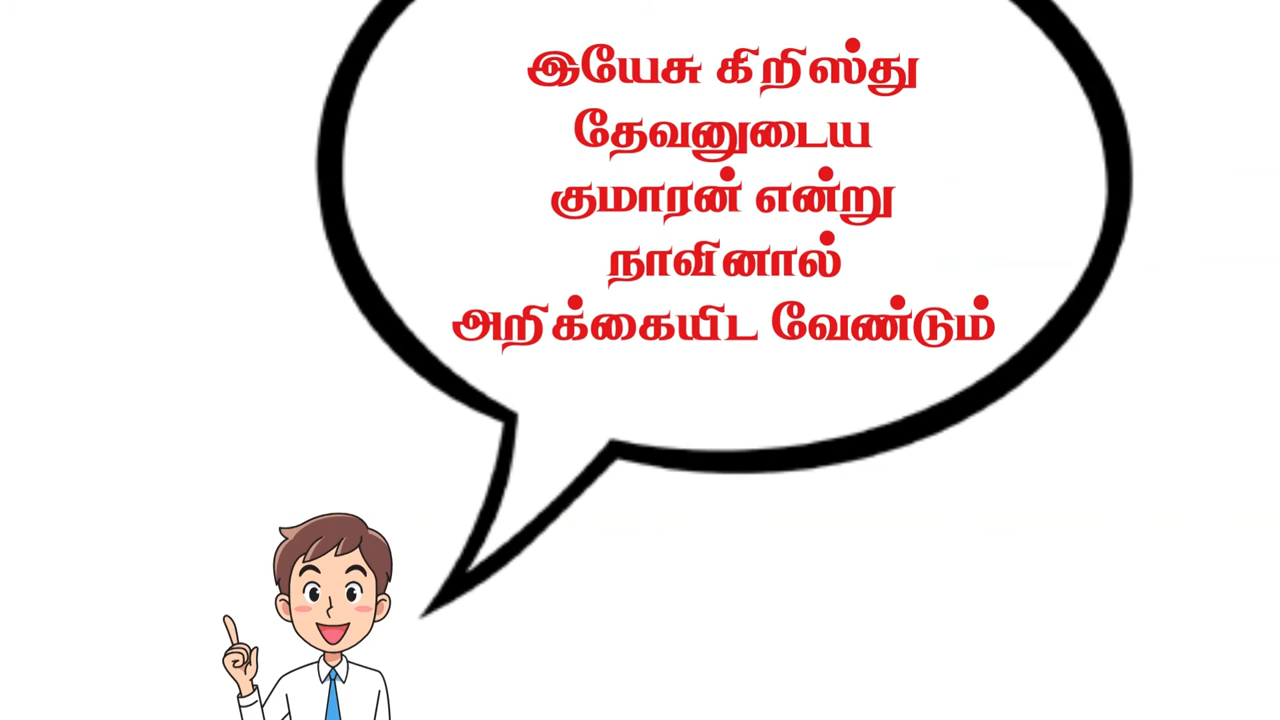 இயேசு கிறிஸ்து
தேவனுடைய
குமாரன் என்று
நாவினால்
அறிக்கையிட வேண்டும்